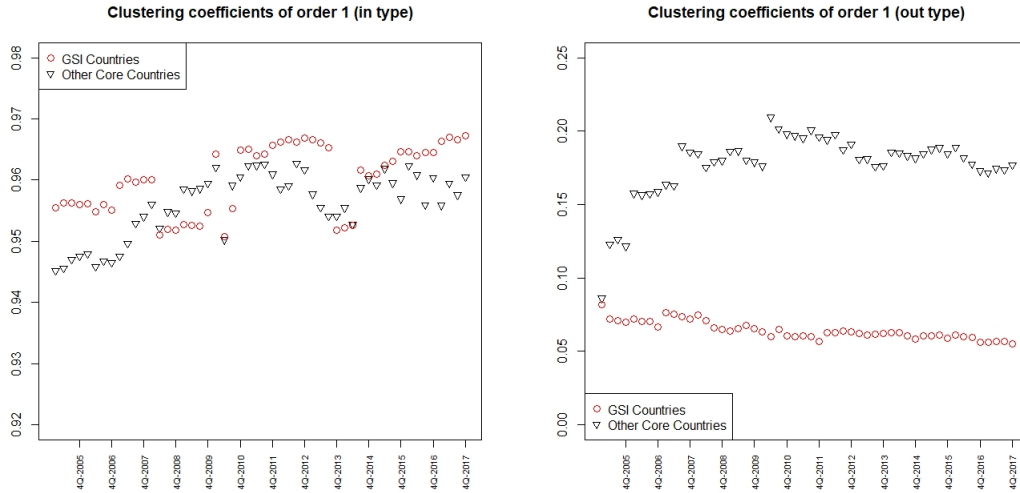 Clustering coefficients of order 1 (in type)
0.98
0.97
0.96
0.95
0.94
0.93
0.92
GSI Countries
Other Core Countries
4Q-2005
4Q-2006
4Q-2007
4Q-2008
4Q-2009
4Q-2010
4Q-2011
4Q-2012
4Q-2013
4Q-2014
4Q-2015
4Q-2016
4Q-2017
Clustering coefficients of order 1 (out type)
0.25
0.20
0.15
0.10
0.05
0.00
GSI Countries
Other Core Countries
4Q-2005
4Q-2006
4Q-2007
4Q-2008
4Q-2009
4Q-2010
4Q-2011
4Q-2012
4Q-2013
4Q-2014
4Q-2015
4Q-2016
4Q-2017